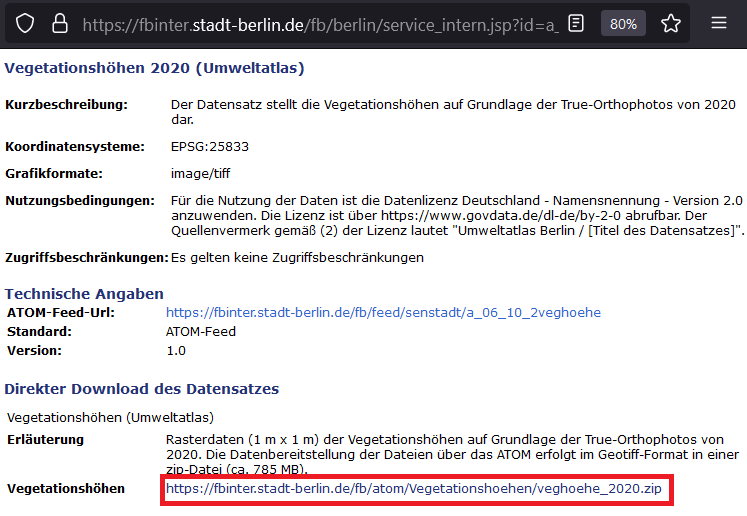 https://fbinter.stadt-berlin.de/fb/berlin/service_intern.jsp?id=a_ 80%
Vegetationshöhen 2020 (Umweltatlas)
Kurzbeschreibung: Der Datensatz stellt die Vegetationshöhen auf Grundlage der True-Orthophotos von 2020
dar.
Koordinatensysteme: EPSG:25833
Grafikformate: image/tiff
Nutzungsbedingungen: Für die Nutzung der Daten ist die Datenlizenz Deutschland - Namensnennung - Version 2.0
anzuwenden. Die Lizenz ist über https://www.govdata.de/dl-de/by-2-0 abrufbar. Der
Quellenvermerk gemäß (2) der Lizenz lautet "Umweltatlas Berlin / [Titel des Datensatzes]".
Zugriffsbeschränkungen: Es gelten keine Zugriffsbeschränkungen
Technische Angaben
ATOM-Feed-Url: https://fbinter.stadt-berlin.de/fb/feed/senstadt/a_06_10_2veghoehe
Standard: ATOM-Feed
Version: 1.0
Direkter Download des Datensatzes
Vegetationshöhen (Umweltatlas)
Erläuterung Rasterdaten (1 m x 1 m) der Vegetationshöhen auf Grundlage der True-Orthophotos von
2020. Die Datenbereitstellung der Dateien über das ATOM erfolgt im Geotiff-Format in einer
zip-Datei (ca. 785 MB).
Vegetationshöhen https://fbinter.stadt-berlin.de/fb/atom/Vegetationshoehen/veghoehe_2020.zip